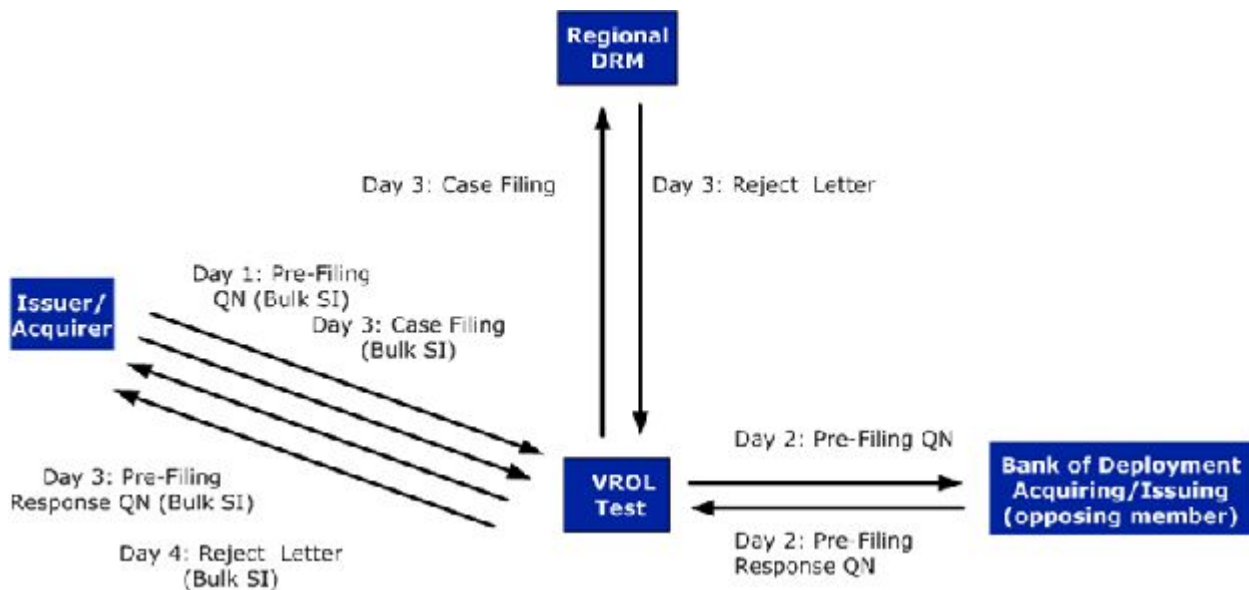 Regional
DRM
Day 3: Case Filing
Day 3: Reject Letter
Day 1: Pre-Filing
QN (Bulk SI)
Issuer/
Acquirer
Day 3: Case Filing
(Bulk SI)
Day 3: Pre-Filing
Response QN (Bulk SI)
Day 4: Reject Letter
(Bulk SI)
VROL
Test
Day 2: Pre-Filing QN
Bank of Deployment
Acquiring/Issuing
(opposing member)
Day 2: Pre-Filing
Response QN